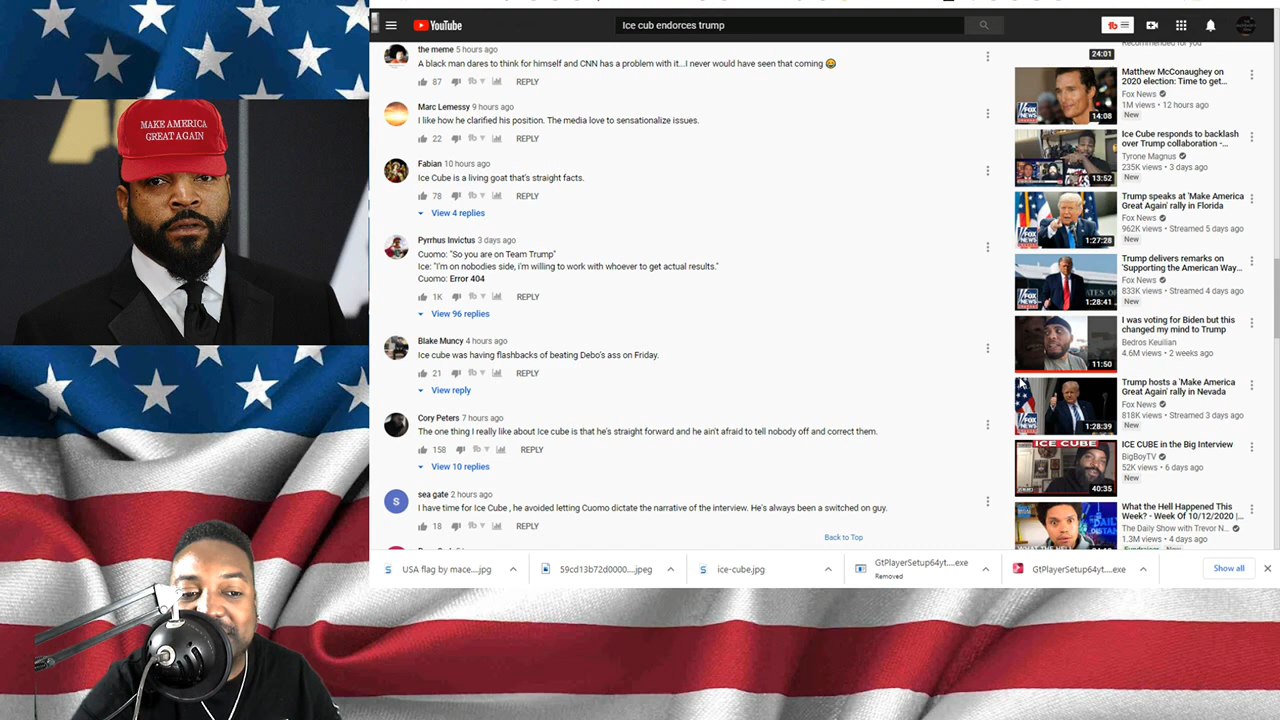 YouTube
Ice cub endorses trump
MAKE AMERICA
GREAT AGAIN
the meme 5 hours ago
A black man dares to think for himself and CNN has a problem with it...I never would have seen that coming
87 REPLY
Marc Lemessy 9 hours ago
I like how he clarified his position. The media love to sensationalize issues.
22 REPLY
Fabian 10 hours ago
Ice Cube is a living goat that's straight facts.
78 REPLY
View 4 replies
Pyrrhus Invictus 3 days ago
Cuomo: "So you are on Team Trump"
Ice: "I'm on nobodies side, i'm willing to work with whoever to get actual results."
Cuomo: Error 404
1K REPLY
View 96 replies
Blake Muncy 4 hours ago
Ice cube was having flashbacks of beating Debo's ass on Friday.
21 REPLY
View reply
Cory Peters 7 hours ago
The one thing I really like about Ice cube is that he's straight forward and he ain't afraid to tell nobody off and correct them.
158 REPLY
View 10 replies
S
sea gate 2 hours ago
I have time for Ice Cube , he avoided letting Cuomo dictate the narrative of the interview. He's always been a switched on guy.
18 REPLY
Back to Top
Recommended for you
24:01
Matthew McConaughey on
2020 election: Time to get...
Fox News
1M views • 12 hours ago
New
14:08
Ice Cube responds to backlash
over Trump collaboration -...
Tyrone Magnus
235K views • 3 days ago
New
13:52
Trump speaks at 'Make America
Great Again' rally in Florida
Fox News
962K views • Streamed 5 days ago
New
1:27:28
Trump delivers remarks on
'Supporting the American Way...
Fox News
833K views • Streamed 4 days ago
New
1:28:41
I was voting for Biden but this
changed my mind to Trump
Bedros Keuilian
4.6M views • 2 weeks ago
11:50
Trump hosts a 'Make America
Great Again' rally in Nevada
Fox News
818K views • Streamed 3 days ago
New
1:28:39
ICE CUBE in the Big Interview
BigBoyTV
52K views • 6 days ago
New
ICE CUBE
40:35
What the Hell Happened This
Week? - Week Of 10/12/2020 |...
The Daily Show with Trevor N...
1.3M views • 4 days ago
USA flag by mace....jpg
59cd13b72d0000....jpeg
ice-cube.jpg
GtPlayerSetup64yt....exe
Removed
GtPlayerSetup64yt....exe
Show all